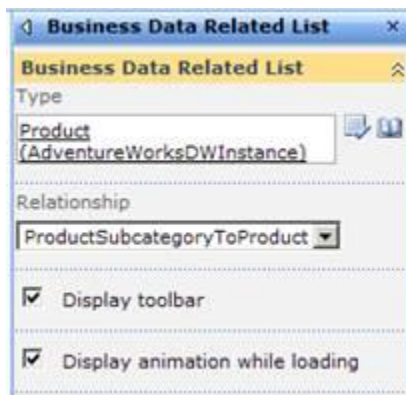 Business Data Related List
Business Data Related List
Type
Product
(AdventureWorksDWInstance)
Relationship
ProductSubcategoryToProduct
Display toolbar
Display animation while loading